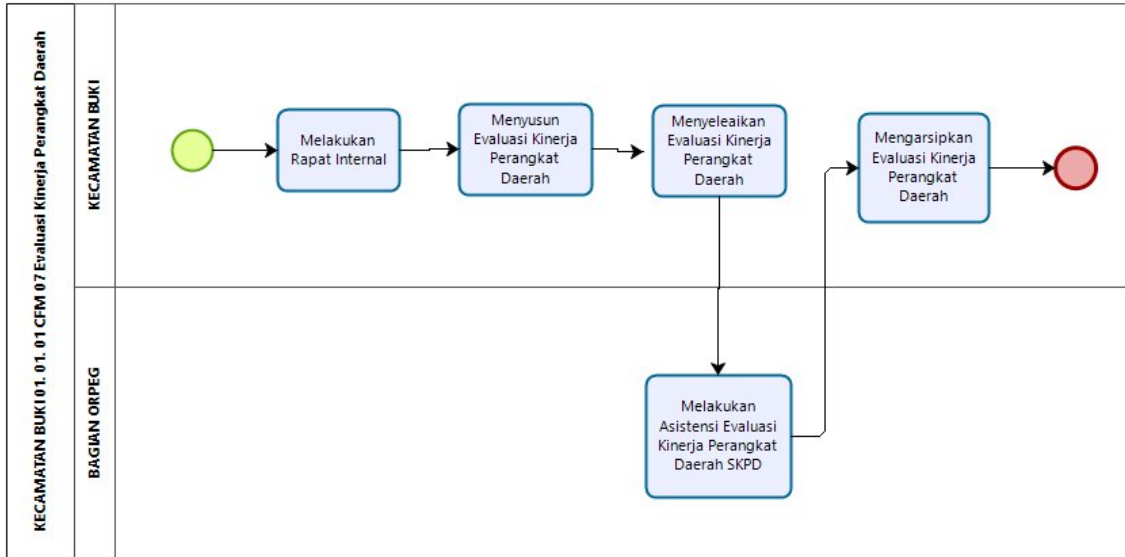 KECAMATAN BUKI 01. 01. 01 CFM 07 Evaluasi Kinerja Perangkat Daerah
KECAMATAN BUKI
Melakukan
Rapat Internal
Menyusun
Evaluasi Kinerja
Perangkat
Daerah
Menyeleaikan
Evaluasi Kinerja
Perangkat
Daerah
Mengarsipkan
Evaluasi Kinerja
Perangkat
Daerah
BAGIAN ORPEG
Melakukan
Asistensi Evaluasi
Kinerja Perangkat
Daerah SKPD